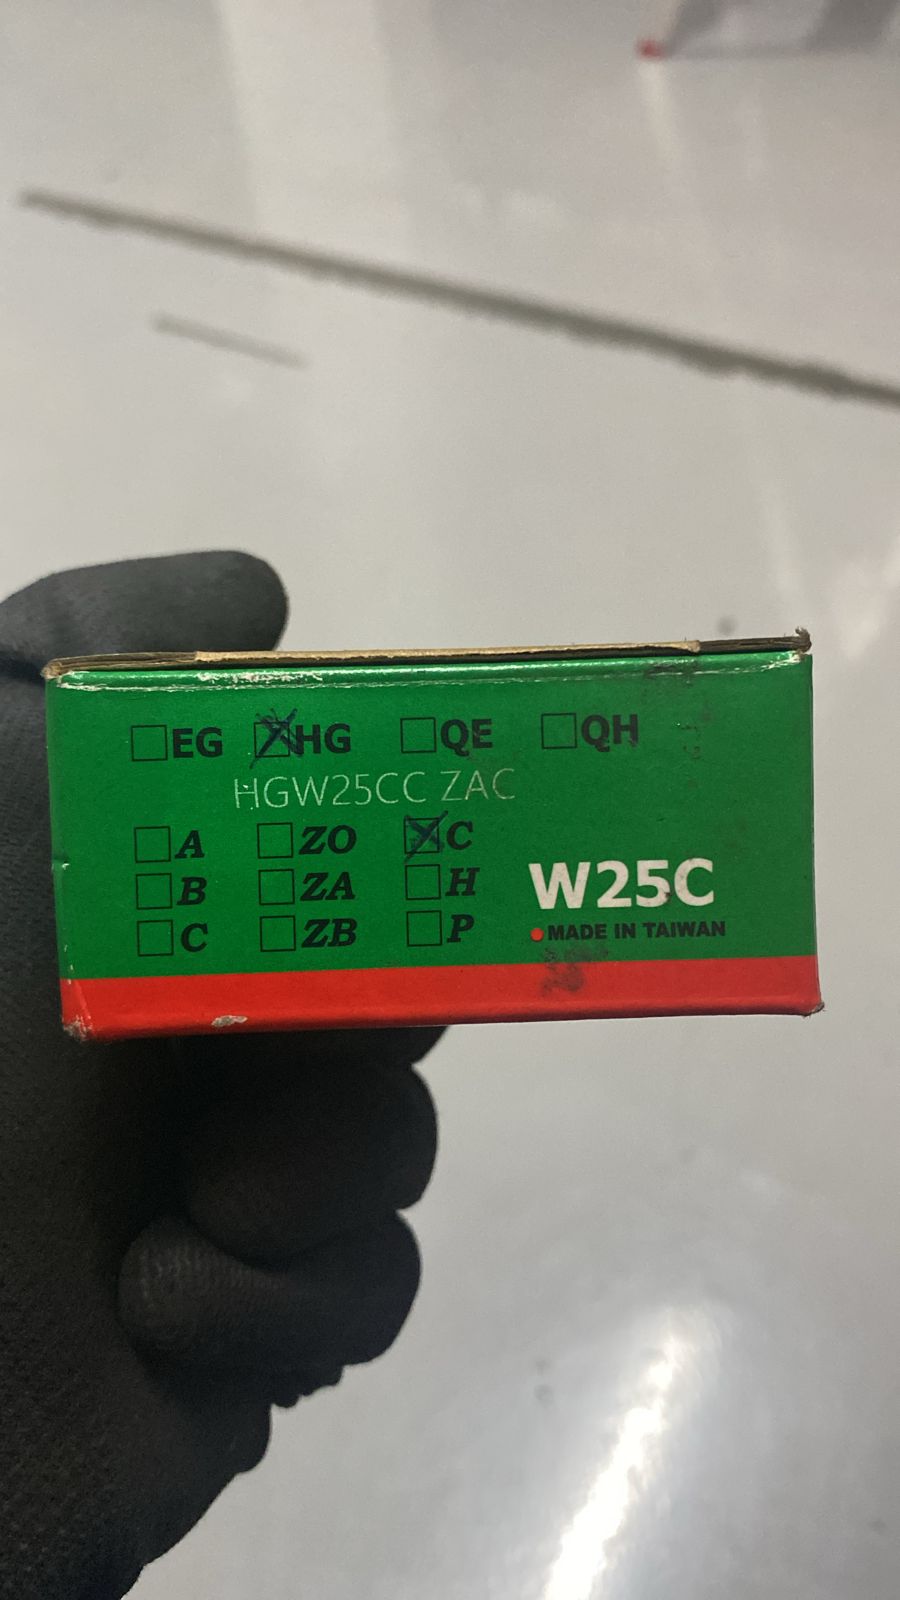 EG HG QE QH
HGW25CC ZAC
A ZO C
B ZA H
C ZB P
W25C
MADE IN TAIWAN